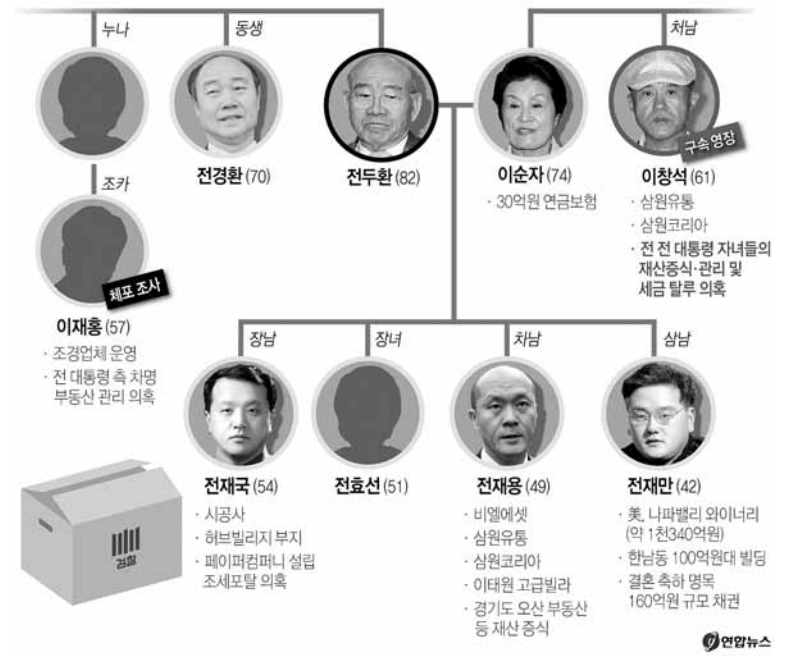 누나
동생
처남
구속 영장
전경환 (70)
전두환 (82)
이순자 (74)
· 30억원 연금보험
이창석 (61)
· 삼원유통
· 삼원코리아
· 전 전 대통령 자녀들의
재산증식·관리 및
세금 탈루 의혹
조카
체포 조사
이재홍 (57)
· 조경업체 운영
· 전 대통령 측 차명
부동산 관리 의혹
장남
장녀
차남
삼남
전재국 (54)
· 시공사
· 허브빌리지 부지
· 페이퍼컴퍼니 설립
조세포탈 의혹
전효선 (51)
전재용 (49)
· 비엘에셋
· 삼원유통
· 삼원코리아
· 이태원 고급빌라
· 경기도 오산 부동산
등 재산 증식
전재만 (42)
· 美, 나파밸리 와이너리
(약 1천340억원)
· 한남동 100억원대 빌딩
· 결혼 축하 명목
160억원 규모 채권
검찰
연합뉴스